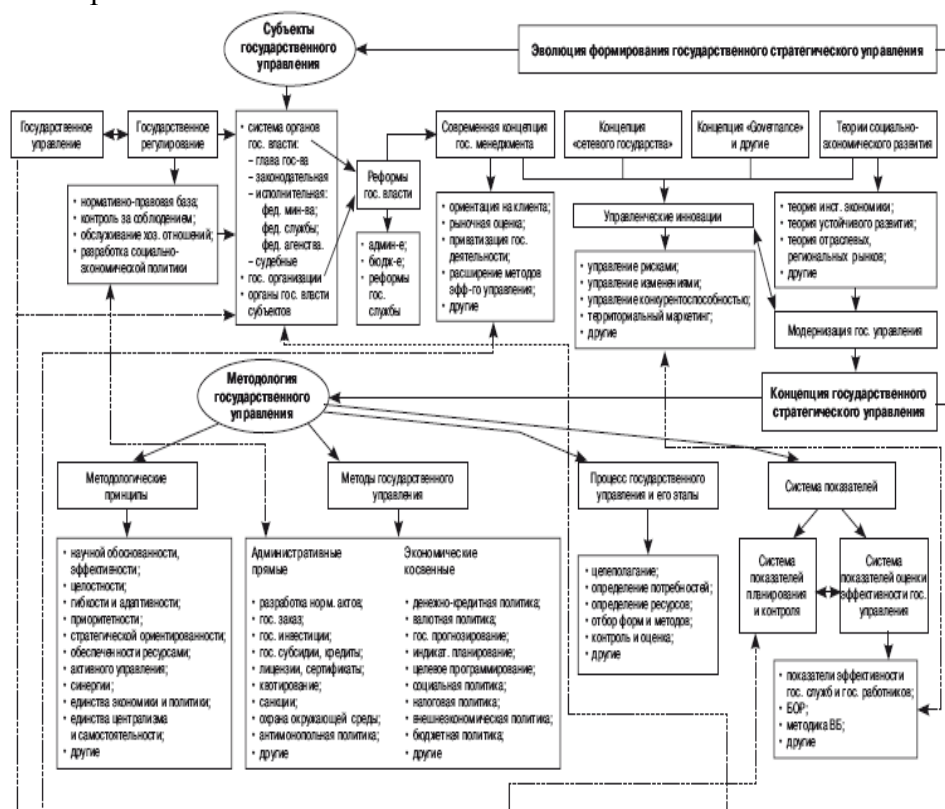 Субъекты
государственного
управления
Эволюция формирования государственного стратегического управления
Государственное
управление
Государственное
регулирование
• система органов
гос. власти:
– глава гос-ва
– законодательная
– исполнительная:
фед. мин-ва;
фед. службы;
фед. агенства.
– судебные
• гос. организации
• органы гос. власти
субъектов
Реформы
гос. власти
Современная концепция
гос. менеджмента
Концепция
«сетевого государства»
Концепция «Governance»
и другие
Теории социально-
экономического развития
• нормативно-правовая база;
• контроль за соблюдением;
• обслуживание хоз. отношений;
• разработка социально-
экономической политики
• админ-е;
• бюдж-е;
• реформы
гос.
службы
• ориентация на клиента;
• рыночная оценка;
• приватизация гос.
деятельности;
• расширение методов
эфф-го управления;
• другие
Управленческие инновации
• управление рисками;
• управление изменениями;
• управление конкурентоспособностью;
• территориальный маркетинг;
• другие
• теория инст. экономики;
• теория устойчивого развития;
• теория отраслевых,
региональных рынков;
• другие
Модернизация гос. управления
Методология
государственного
управления
Концепция государственного
стратегического управления
Методологические
принципы
Методы государственного
управления
Процесс государственного
управления и его этапы
Система показателей
• научной обоснованности,
эффективности;
• целостности;
• гибкости и адаптивности;
• приоритетности;
• стратегической ориентированности;
• обеспеченности ресурсами;
• активного управления;
• синергии;
• единства экономики и политики;
• единства централизма
и самостоятельности;
• другие
Административные
прямые
• разработка норм. актов;
• гос. заказ;
• гос. инвестиции;
• гос. субсидии, кредиты;
• лицензии, сертификаты;
• квотирование;
• санкции;
• охрана окружающей среды;
• антимонопольная политика;
• другие
Экономические
косвенные
• денежно-кредитная политика;
• валютная политика;
• гос. прогнозирование;
• индикат. планирование;
• целевое программирование;
• социальная политика;
• налоговая политика;
• внешнеэкономическая политика;
• бюджетная политика;
• другие
• целеполагание;
• определение потребностей;
• определение ресурсов;
• отбор форм и методов;
• контроль и оценка;
• другие
Система
показателей
планирования
и контроля
Система
показателей оценки
эффективности гос.
управления
• показатели эффективности
гос. служб и гос. работников;
• БОР;
• методика ВБ;
• другие